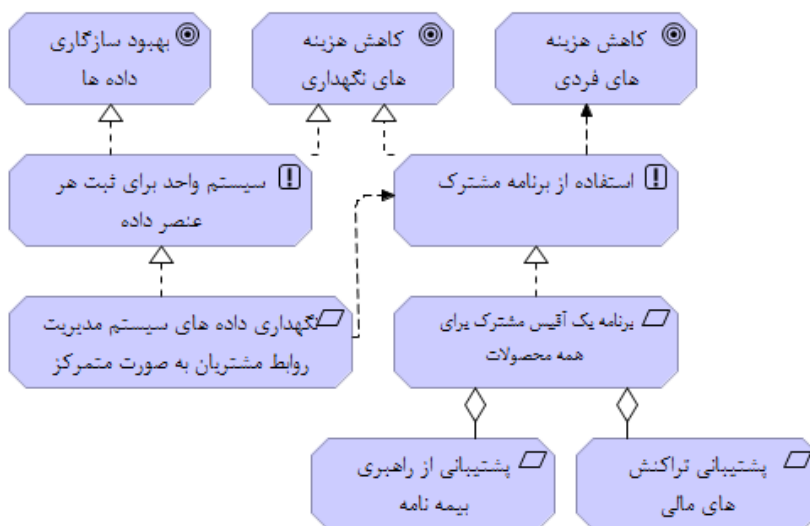 بهبود سازگاری
داده ها
کاهش هزینه
های نگهداری
کاهش هزینه
های فردی
سیستم واحد برای ثبت هر
عنصر داده
استفاده از برنامه مشترک
نگهداری داده های سیستم مدیریت
روابط مشتریان به صورت متمرکز
برنامه یک آفیس مشترک برای
همه محصولات
پشتیبانی از راهبری
بیمه نامه
پشتیبانی تراکنش
های مالی